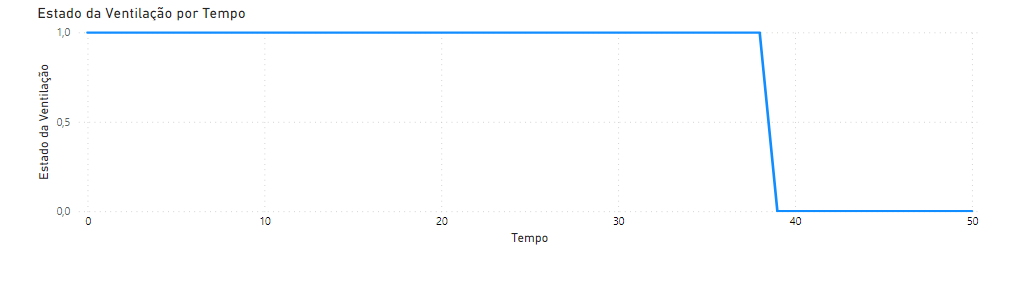 Estado da Ventilação por Tempo
1,0
0,5
0,0
Estado da Ventilação
0 10 20 30 40 50
Tempo